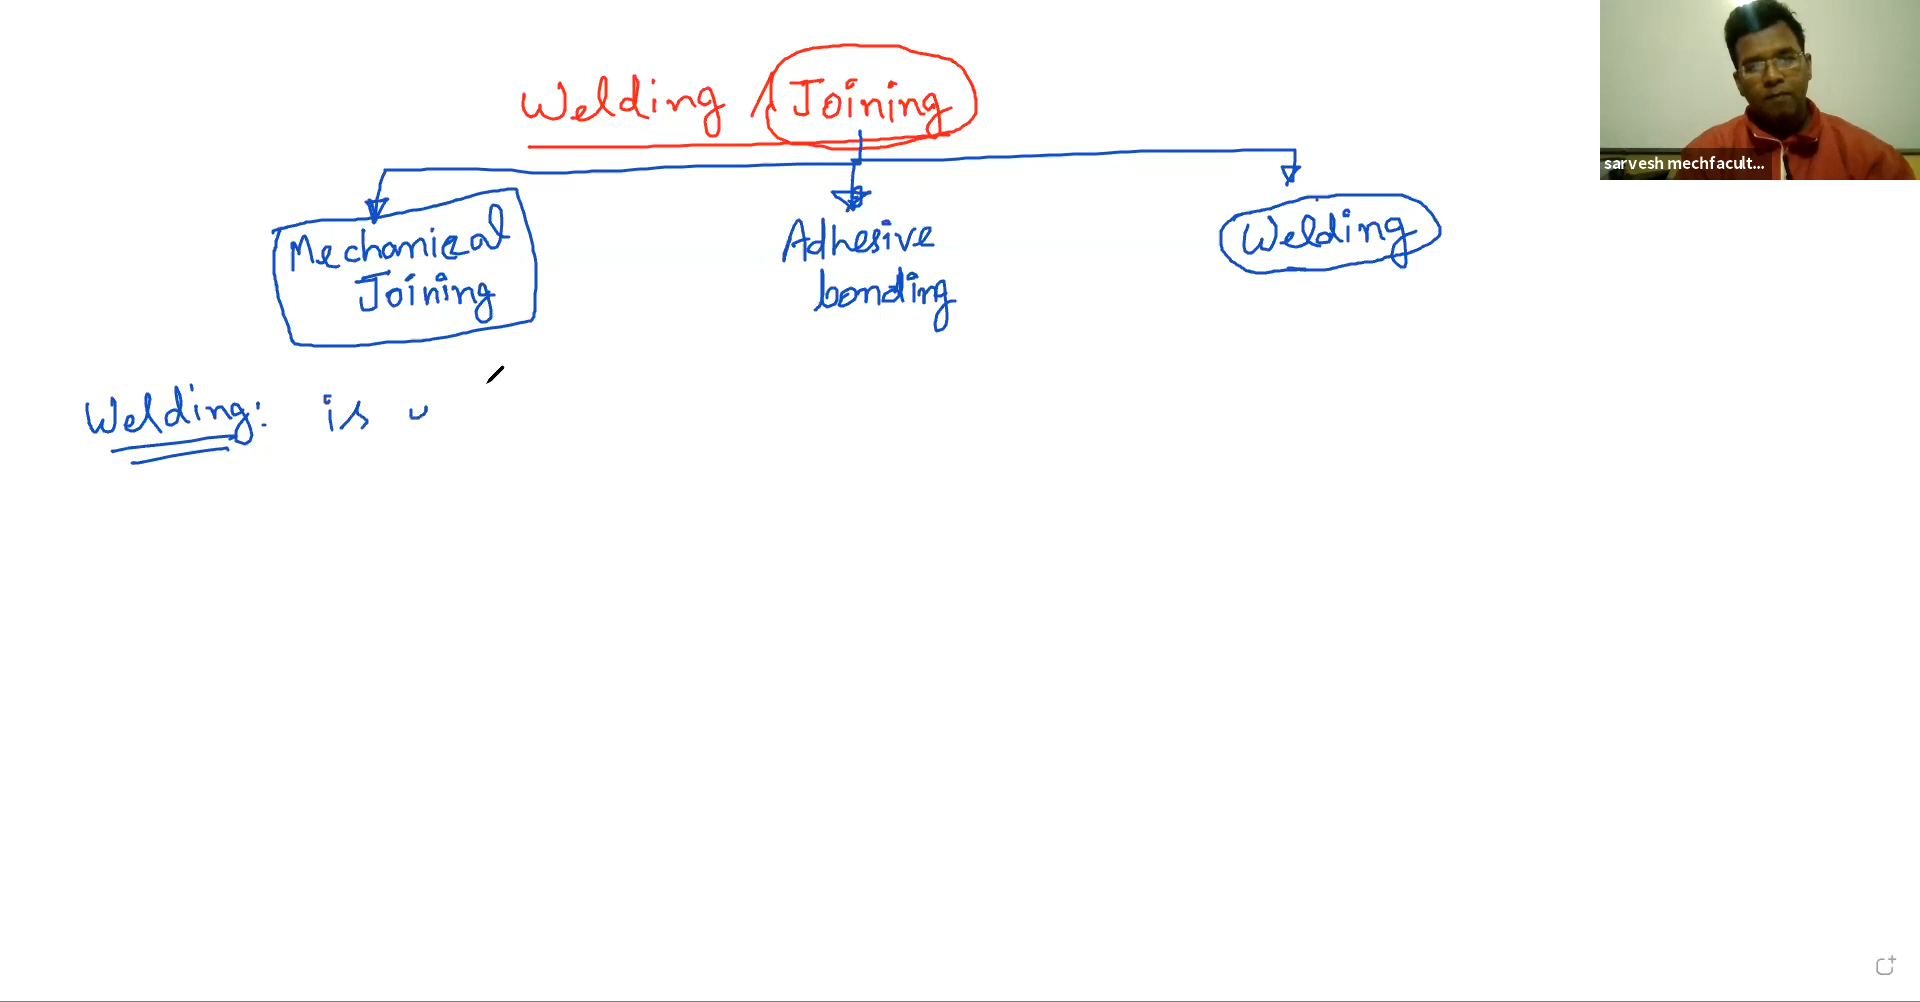 Welding / Joining
Mechanical Joining
Adhesive bonding
Welding
Welding: is
sarvesh mechfacult...